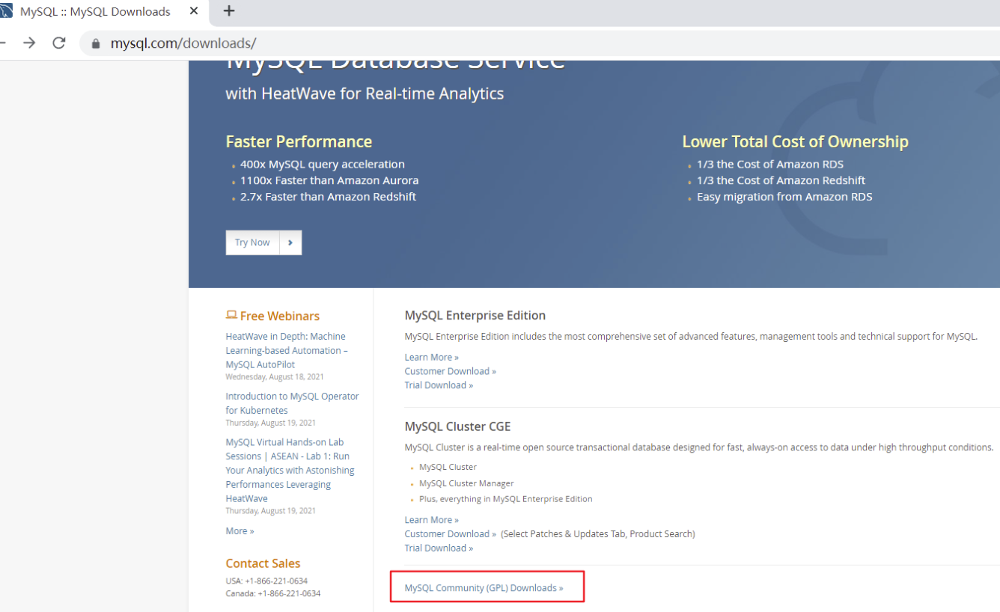 MySQL :: MySQL Downloads
mysql.com/downloads/
MySQL Database Service
with HeatWave for Real-time Analytics
Faster Performance
400x MySQL query acceleration
1100x Faster than Amazon Aurora
2.7x Faster than Amazon Redshift
Try Now
Lower Total Cost of Ownership
1/3 the Cost of Amazon RDS
1/3 the Cost of Amazon Redshift
Easy migration from Amazon RDS
Free Webinars
HeatWave in Depth: Machine
Learning-based Automation –
MySQL AutoPilot
Wednesday, August 18, 2021
Introduction to MySQL Operator
for Kubernetes
Thursday, August 19, 2021
MySQL Virtual Hands-on Lab
Sessions | ASEAN - Lab 1: Run
Your Analytics with Astonishing
Performances Leveraging
HeatWave
Thursday, August 19, 2021
More »
Contact Sales
USA: +1-866-221-0634
Canada: +1-866-221-0634
MySQL Enterprise Edition
MySQL Enterprise Edition includes the most comprehensive set of advanced features, management tools and technical support for MySQL.
Learn More »
Customer Download »
Trial Download »
MySQL Cluster CGE
MySQL Cluster is a real-time open source transactional database designed for fast, always-on access to data under high throughput conditions.
MySQL Cluster
MySQL Cluster Manager
Plus, everything in MySQL Enterprise Edition
Learn More »
Customer Download » (Select Patches & Updates Tab, Product Search)
Trial Download »
MySQL Community (GPL) Downloads »